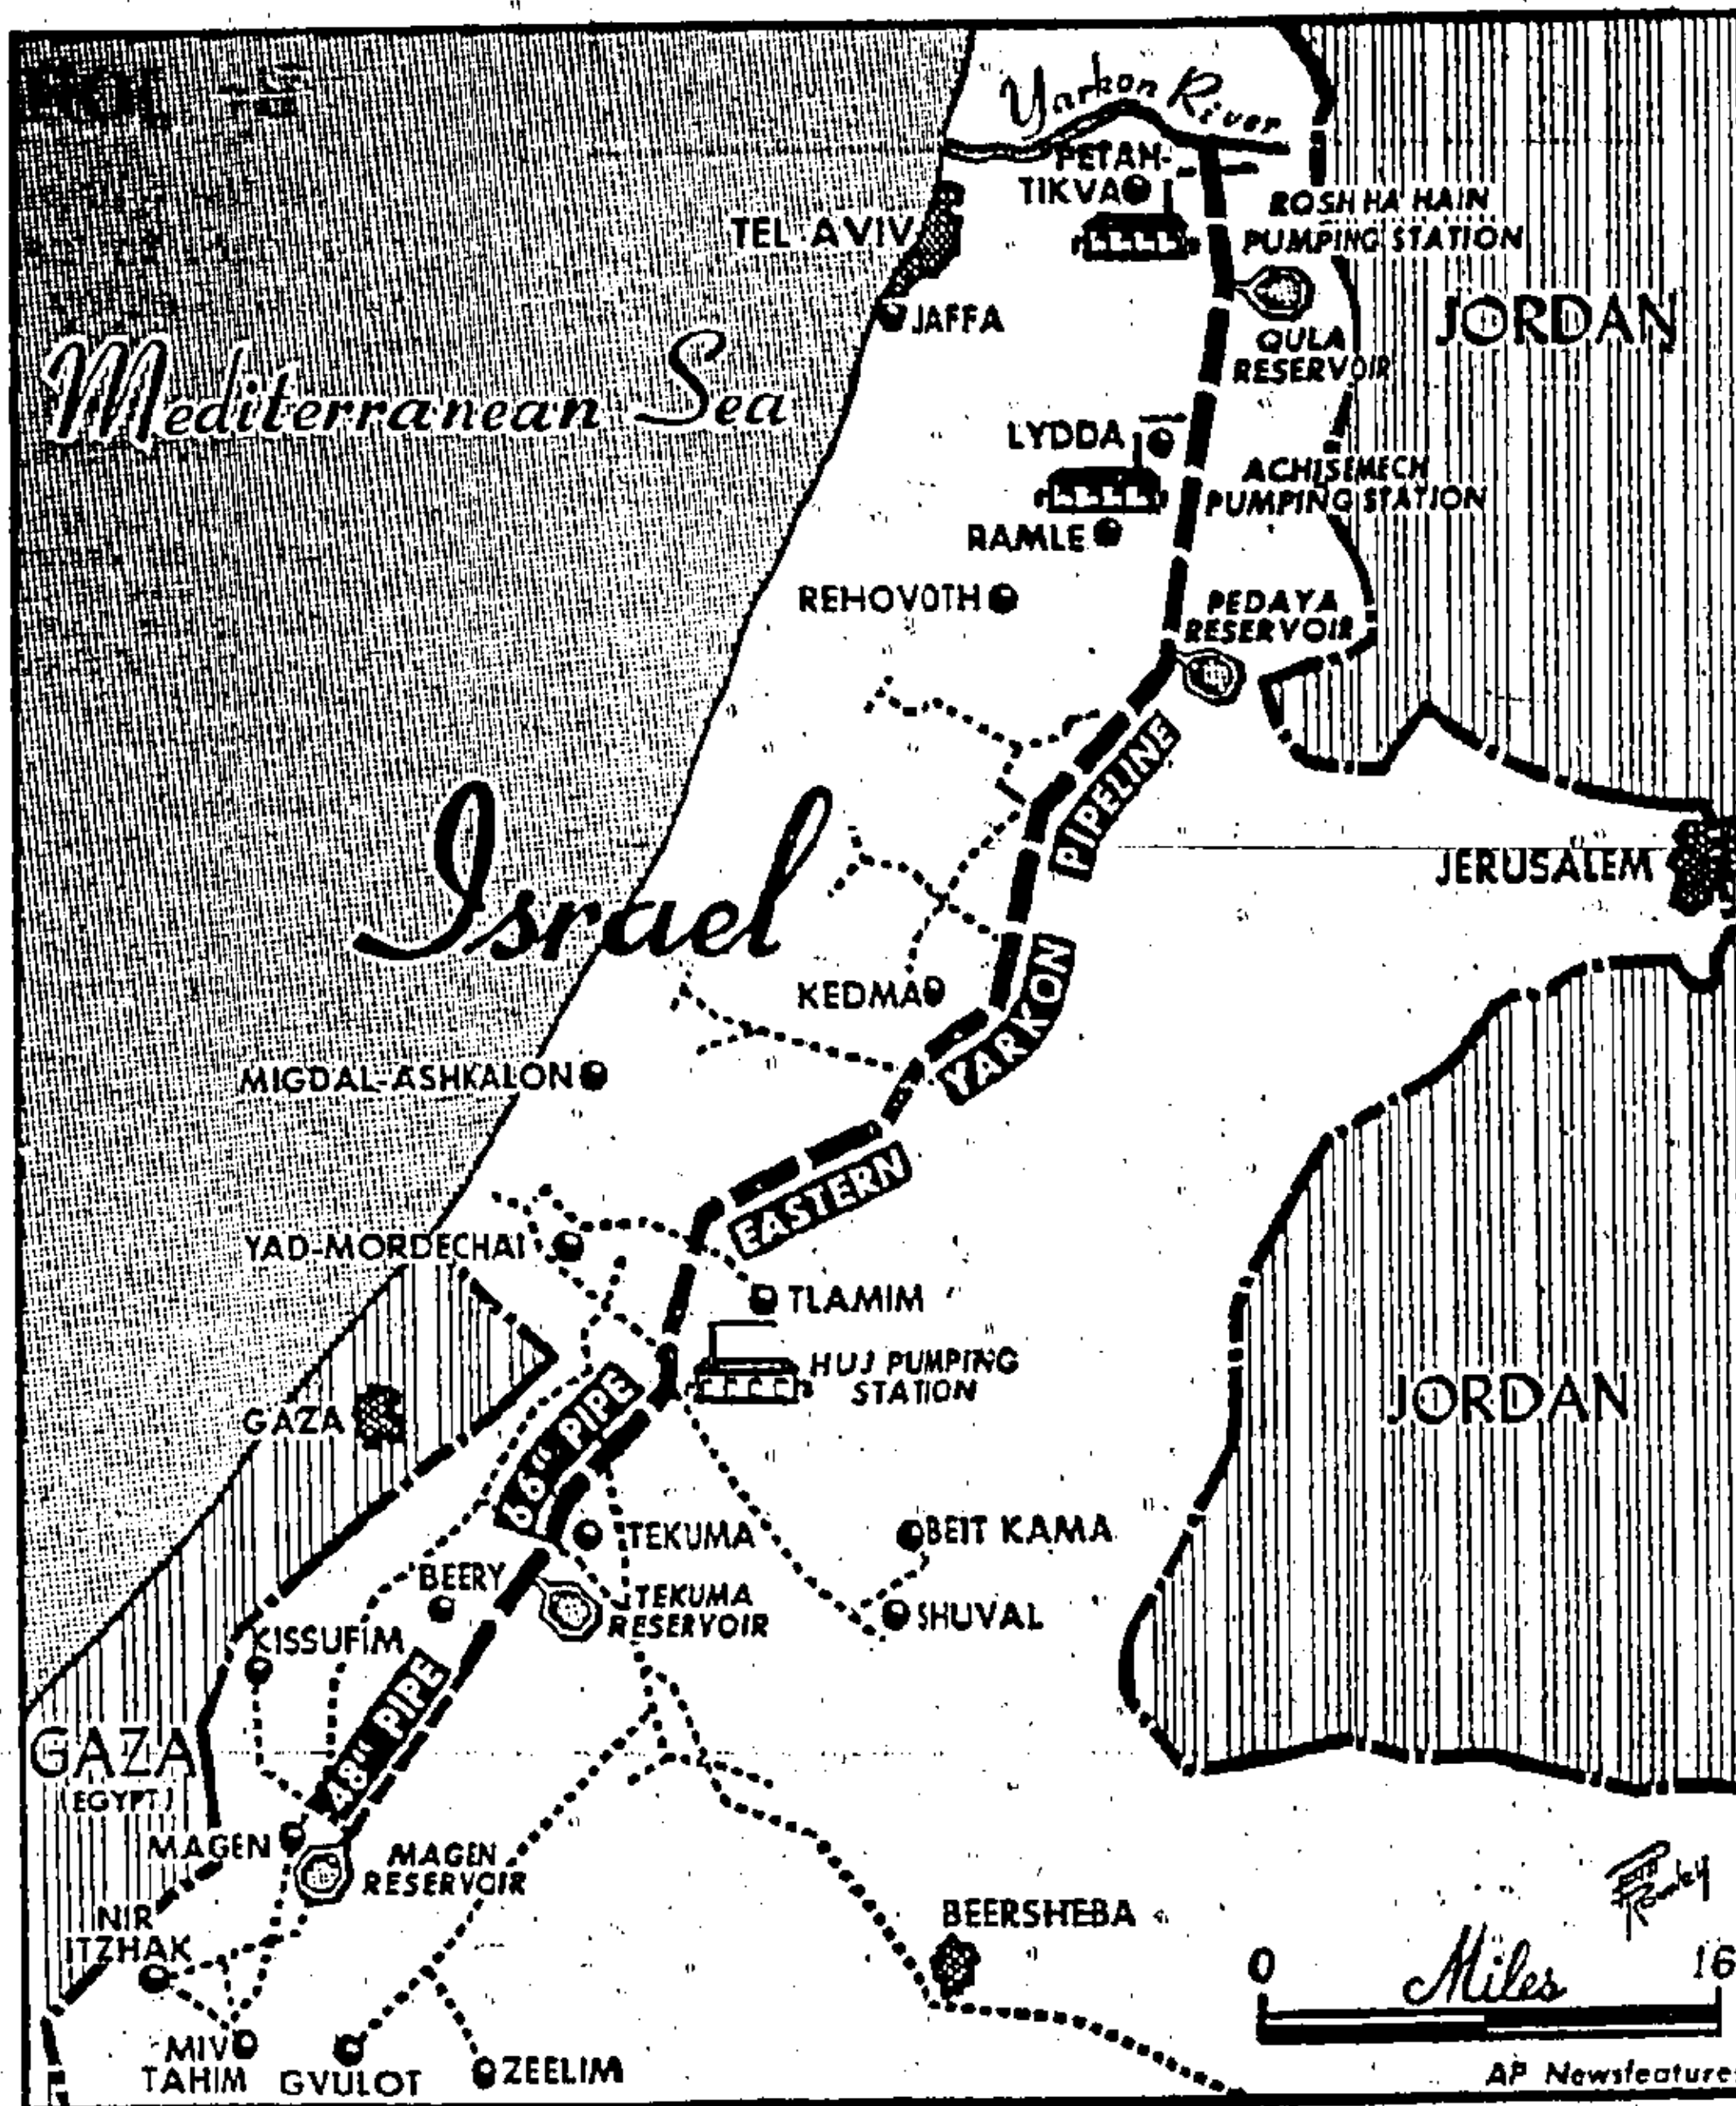 Yarkon River
PETAH-
TIKVA
ROSH HA HAIN
PUMPING STATION
TEL-AVIV
JAFFA
JORDAN
QULA
RESERVOIR
Mediterranean Sea
LYDDA
ACHISEMECH
PUMPING STATION
RAMLE
REHOVOTH
PEDAYA
RESERVOIR
PIPELINE
Israel
JERUSALEM
KEDMA
YARKON
MIGDAL-ASHKALON
EASTERN
YAD-MORDECHAI
TLAMIM
HUJ PUMPING
STATION
JORDAN
GAZA
66" PIPE
TEKUMA
BEIT KAMA
BEERY
TEKUMA
RESERVOIR
SHUVAL
KISSUFIM
48" PIPE
GAZA
(EGYPT)
MAGEN
MAGEN
RESERVOIR
NIR
ITZHAK
BEERSHEBA
0 Miles 16
MIV
TAHIM
GVULOT
ZEELIM
AP Newsfeatures